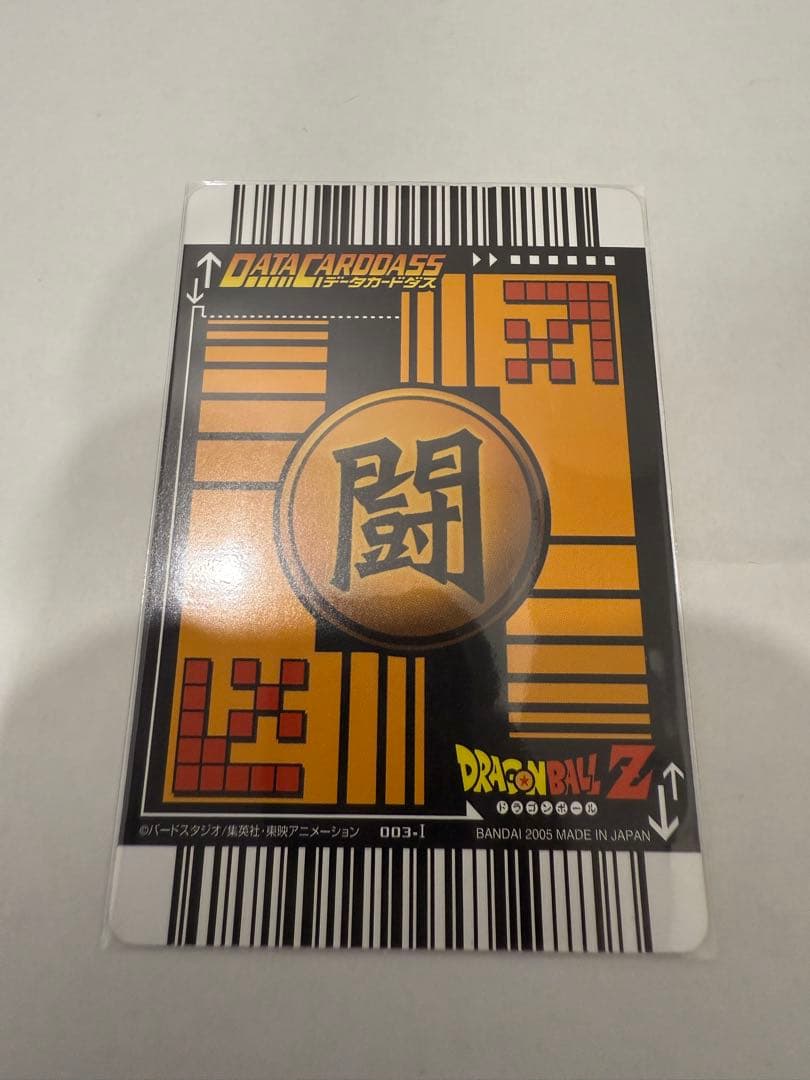 DATA CARDDASS
データカードダス
闘
DRAGONBALL Z
ドラゴンボール
©バードスタジオ/集英社・東映アニメーション 003-I BANDAI 2005 MADE IN JAPAN